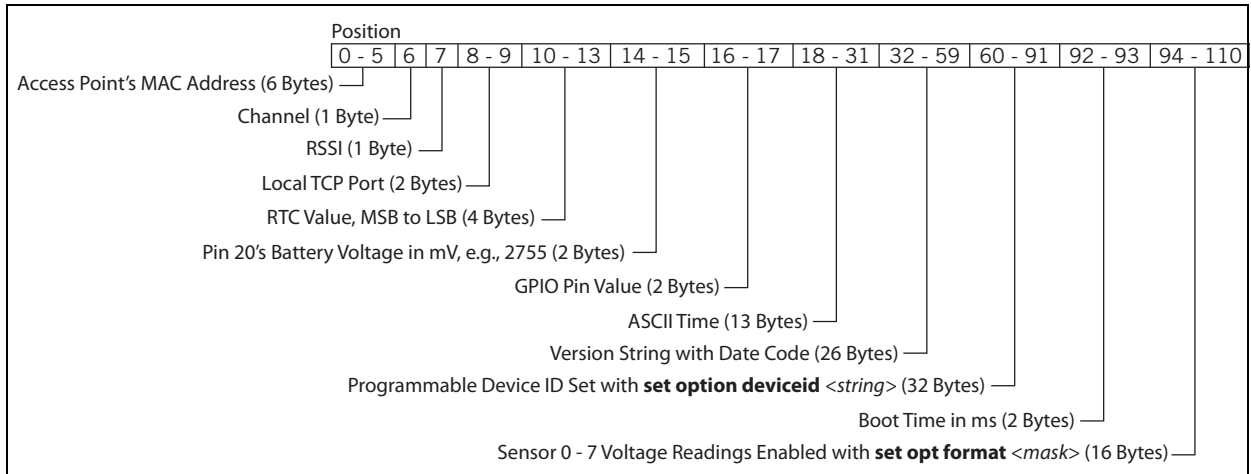 Position
0 - 5 6 7 8 - 9 10 - 13 14 - 15 16 - 17 18 - 31 32 - 59 60 - 91 92 - 93 94 - 110
Access Point’s MAC Address (6 Bytes)
Channel (1 Byte)
RSSI (1 Byte)
Local TCP Port (2 Bytes)
RTC Value, MSB to LSB (4 Bytes)
Pin 20’s Battery Voltage in mV, e.g., 2755 (2 Bytes)
GPIO Pin Value (2 Bytes)
ASCII Time (13 Bytes)
Version String with Date Code (26 Bytes)
Programmable Device ID Set with set option deviceid <string> (32 Bytes)
Boot Time in ms (2 Bytes)
Sensor 0 - 7 Voltage Readings Enabled with set opt format <mask> (16 Bytes)